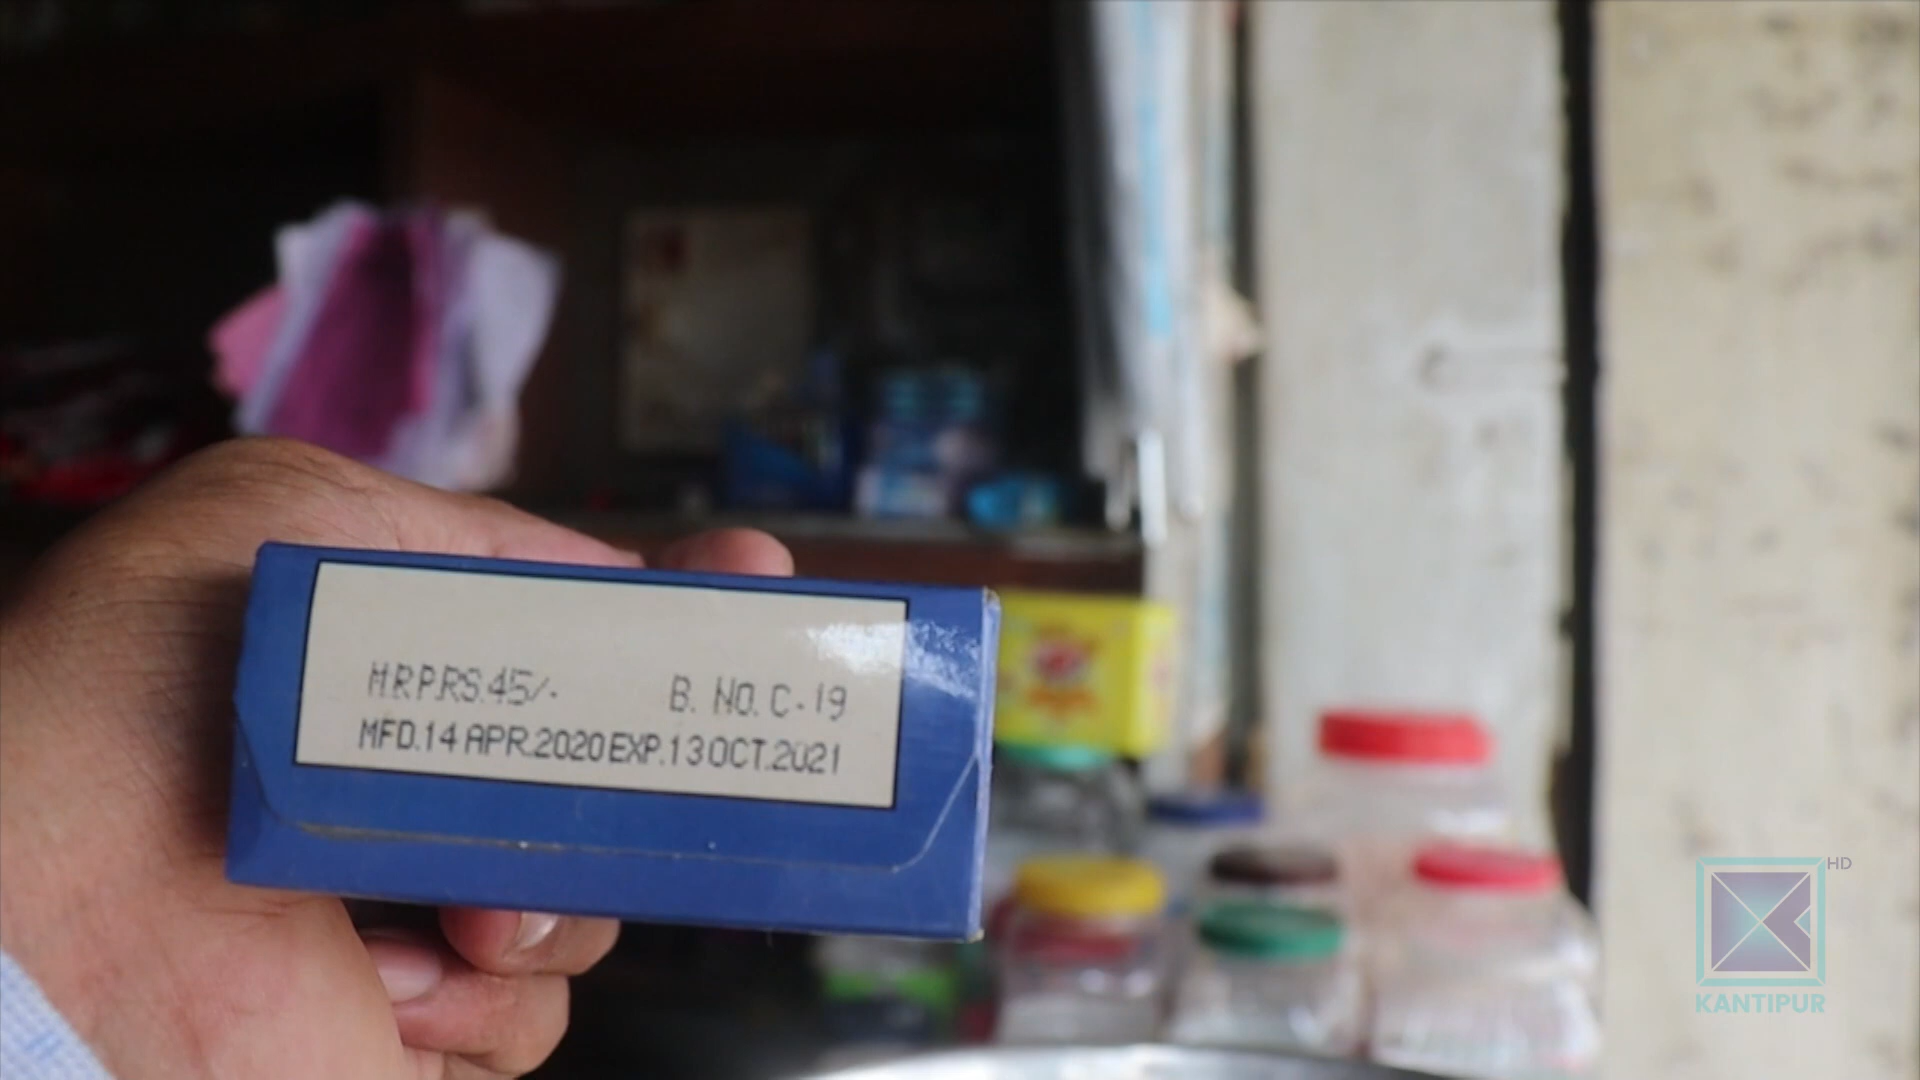 M.R.P.RS.45/- B. NO. C-19
MFD.14 APR.2020 EXP.13 OCT.2021
HD
KANTIPUR